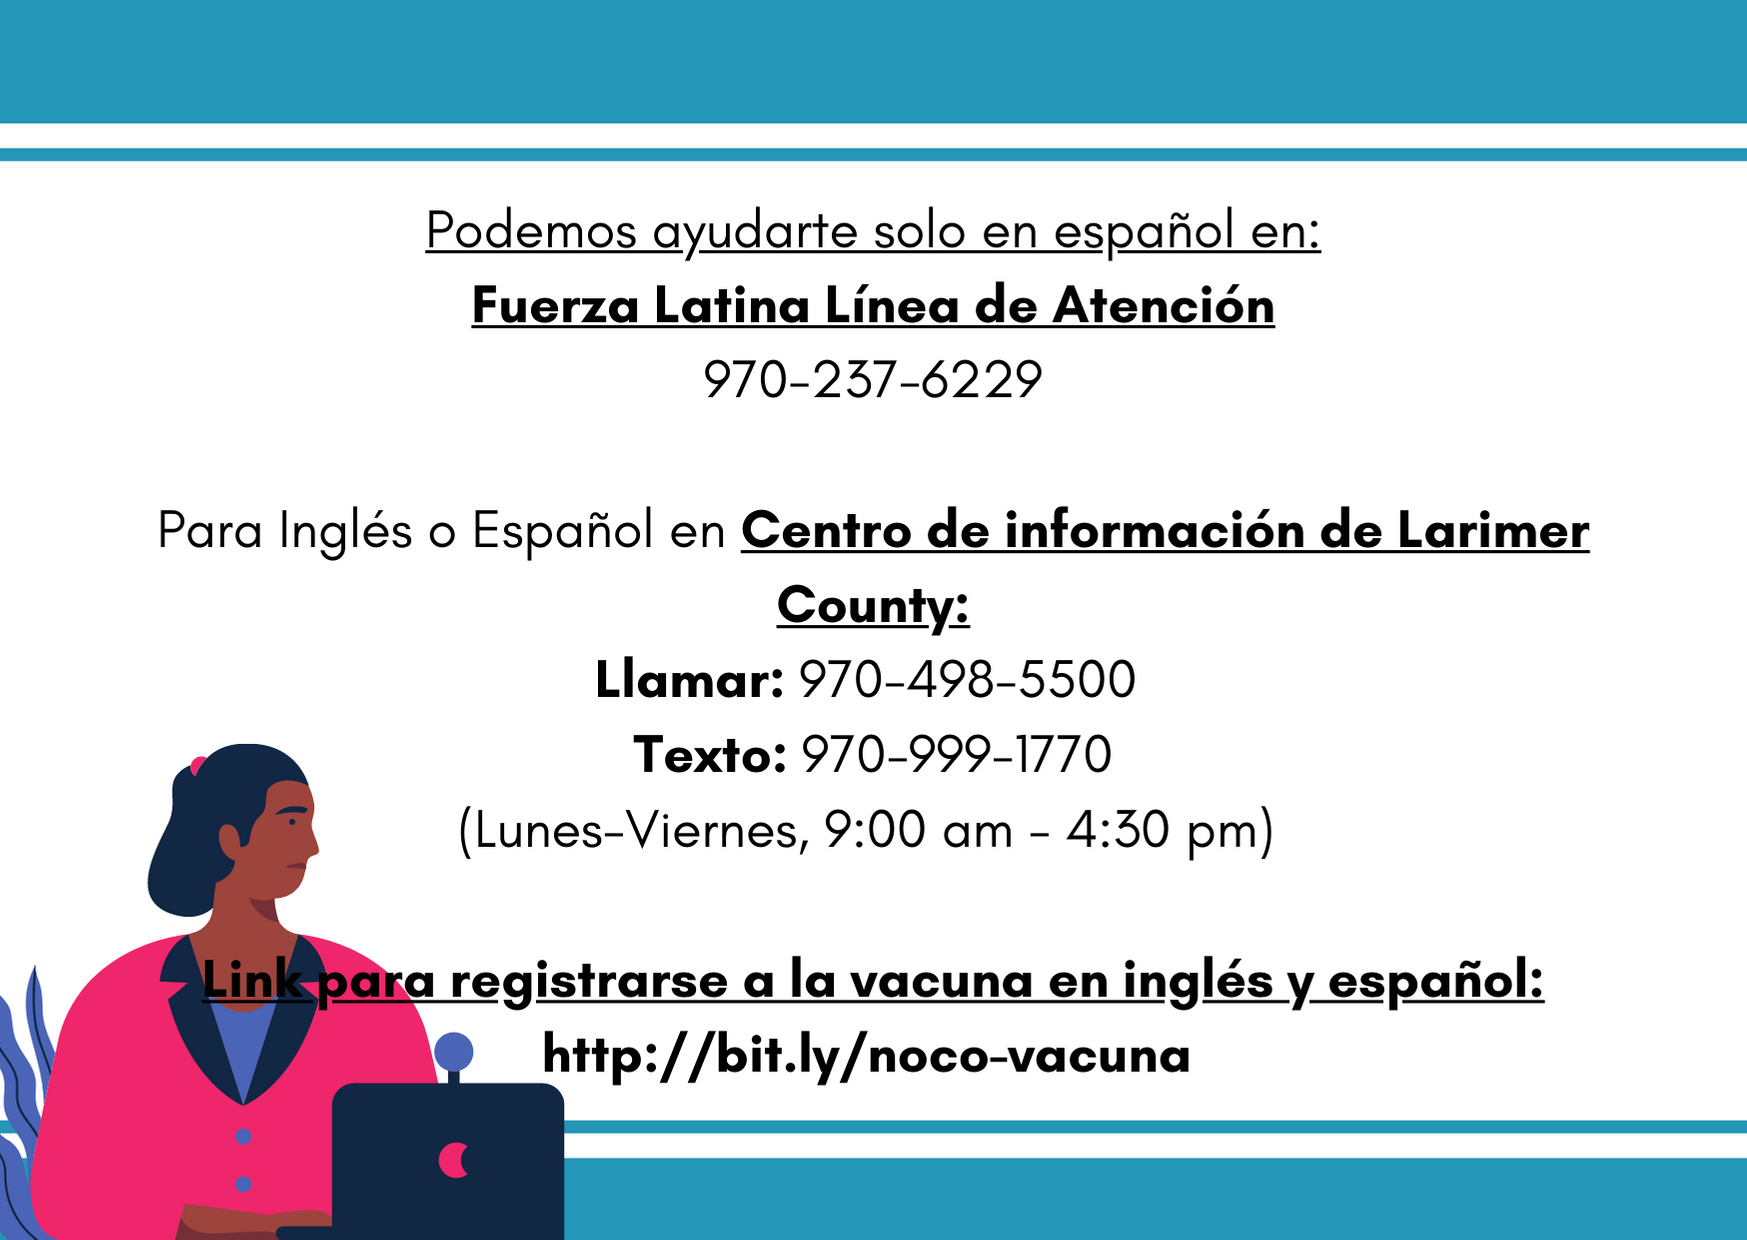 Podemos ayudarte solo en español en:
Fuerza Latina Línea de Atención
970-237-6229
Para Inglés o Español en Centro de información de Larimer
County:
Llamar: 970-498-5500
Texto: 970-999-1770
(Lunes-Viernes, 9:00 am - 4:30 pm)
Link para registrarse a la vacuna en inglés y español:
http://bit.ly/noco-vacuna